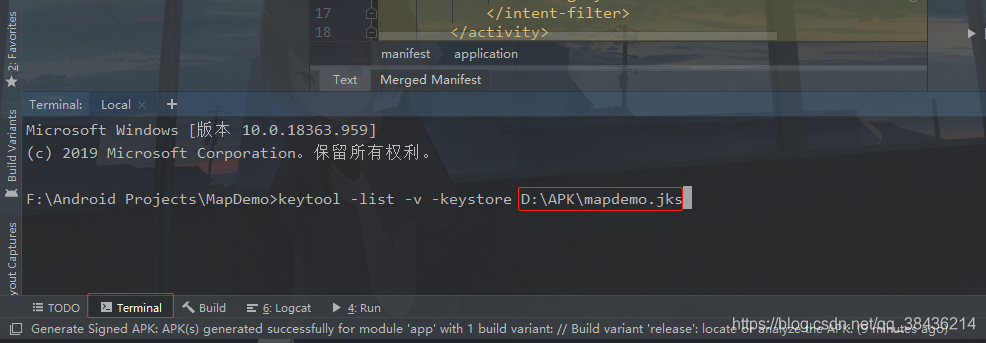 17 </intent-filter>
18 </activity>
manifest application
Text Merged Manifest
2: Favorites
Build Variants
yout Captures
Terminal: Local × +
Microsoft Windows [版本 10.0.18363.959]
(c) 2019 Microsoft Corporation。保留所有权利。
F:\Android Projects\MapDemo>keytool -list -v -keystore D:\APK\mapdemo.jks
TODO Terminal Build 6: Logcat 4: Run
Generate Signed APK: APK(s) generated successfully for module 'app' with 1 build variant: // Build variant 'release': locate or analyze the APK. (9 minutes ago)
https://blog.csdn.net/qq_38436214